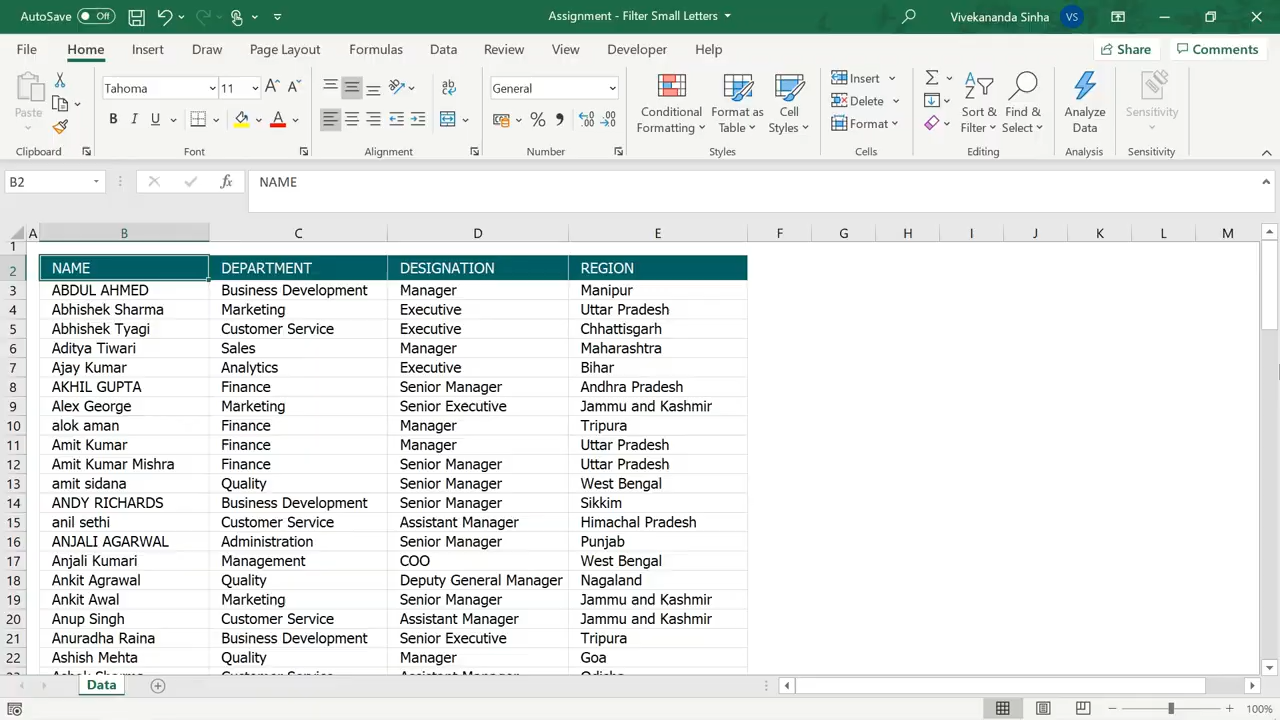 AutoSave Off Assignment - Filter Small Letters Vivekananda Sinha VS
File Home Insert Draw Page Layout Formulas Data Review View Developer Help Share Comments
Paste Tahoma 11 A A B I U A General % Conditional Formatting Format as Table Cell Styles Insert Delete Format Sort & Filter Find & Select Analyze Data Sensitivity
Clipboard Font Alignment Number Styles Cells Editing Analysis Sensitivity
B2 fx NAME
A B C D E F G H I J K L M
1
2 NAME DEPARTMENT DESIGNATION REGION
3 ABDUL AHMED Business Development Manager Manipur
4 Abhishek Sharma Marketing Executive Uttar Pradesh
5 Abhishek Tyagi Customer Service Executive Chhattisgarh
6 Aditya Tiwari Sales Manager Maharashtra
7 Ajay Kumar Analytics Executive Bihar
8 AKHIL GUPTA Finance Senior Manager Andhra Pradesh
9 Alex George Marketing Senior Executive Jammu and Kashmir
10 alok aman Finance Manager Tripura
11 Amit Kumar Finance Manager Uttar Pradesh
12 Amit Kumar Mishra Finance Senior Manager Uttar Pradesh
13 amit sidana Quality Senior Manager West Bengal
14 ANDY RICHARDS Business Development Senior Manager Sikkim
15 anil sethi Customer Service Assistant Manager Himachal Pradesh
16 ANJALI AGARWAL Administration Senior Manager Punjab
17 Anjali Kumari Management COO West Bengal
18 Ankit Agrawal Quality Deputy General Manager Nagaland
19 Ankit Awal Marketing Senior Manager Jammu and Kashmir
20 Anup Singh Customer Service Assistant Manager Jammu and Kashmir
21 Anuradha Raina Business Development Senior Executive Tripura
22 Ashish Mehta Quality Manager Goa
Data
100%